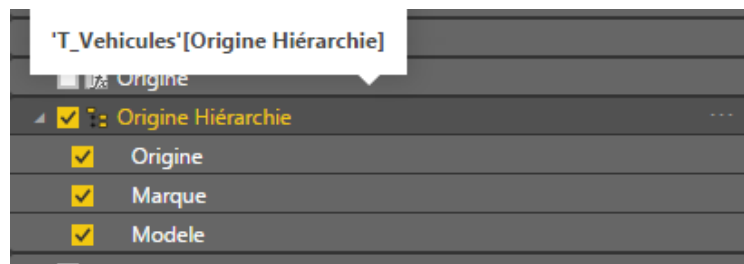 'T_Vehicules'[Origine Hiérarchie]
Origine
Origine Hiérarchie
Origine
Marque
Modele